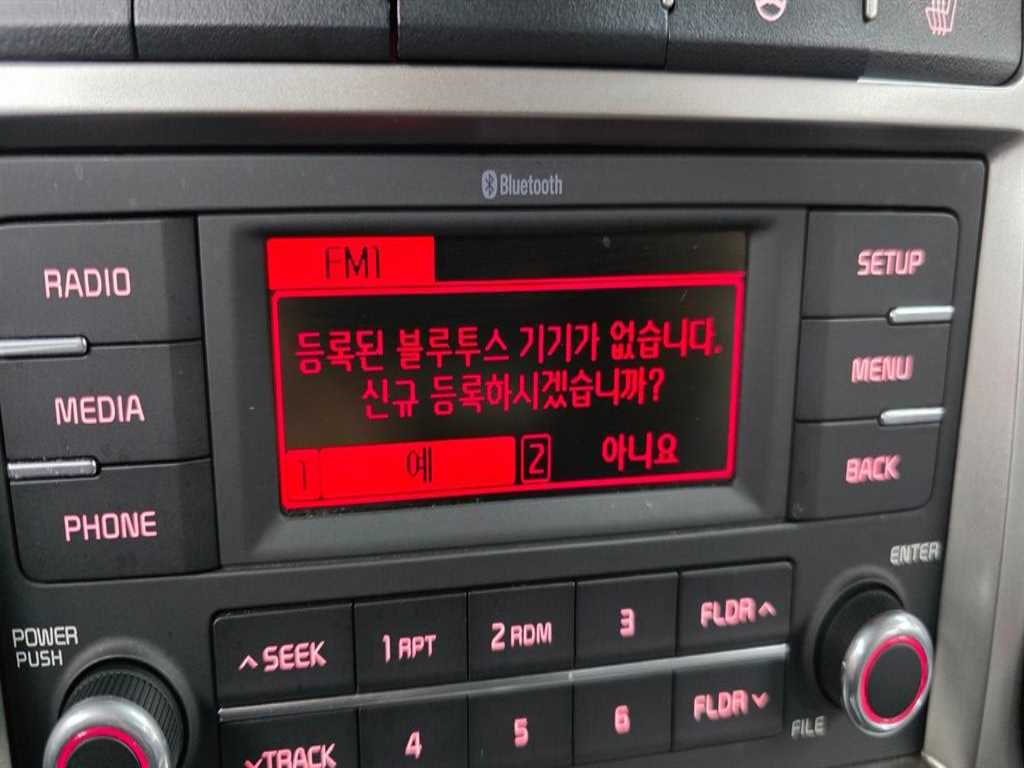 Bluetooth
RADIO
FM1
SETUP
등록된 블루투스 기기가 없습니다.
신규 등록하시겠습니까?
MEDIA
MENU
1 예 2 아니요
BACK
PHONE
ENTER
POWER
PUSH
∧ SEEK
1 RPT
2 RDM
3
FLDR ∧
∨ TRACK
4
5
6
FLDR ∨
FILE